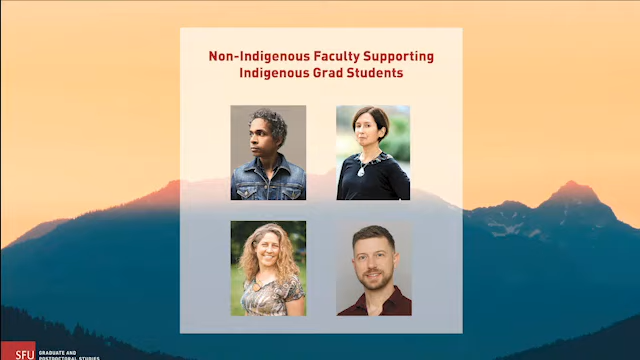 Non-Indigenous Faculty Supporting
Indigenous Grad Students
SFU
GRADUATE AND
POSTDOCTORAL STUDIES